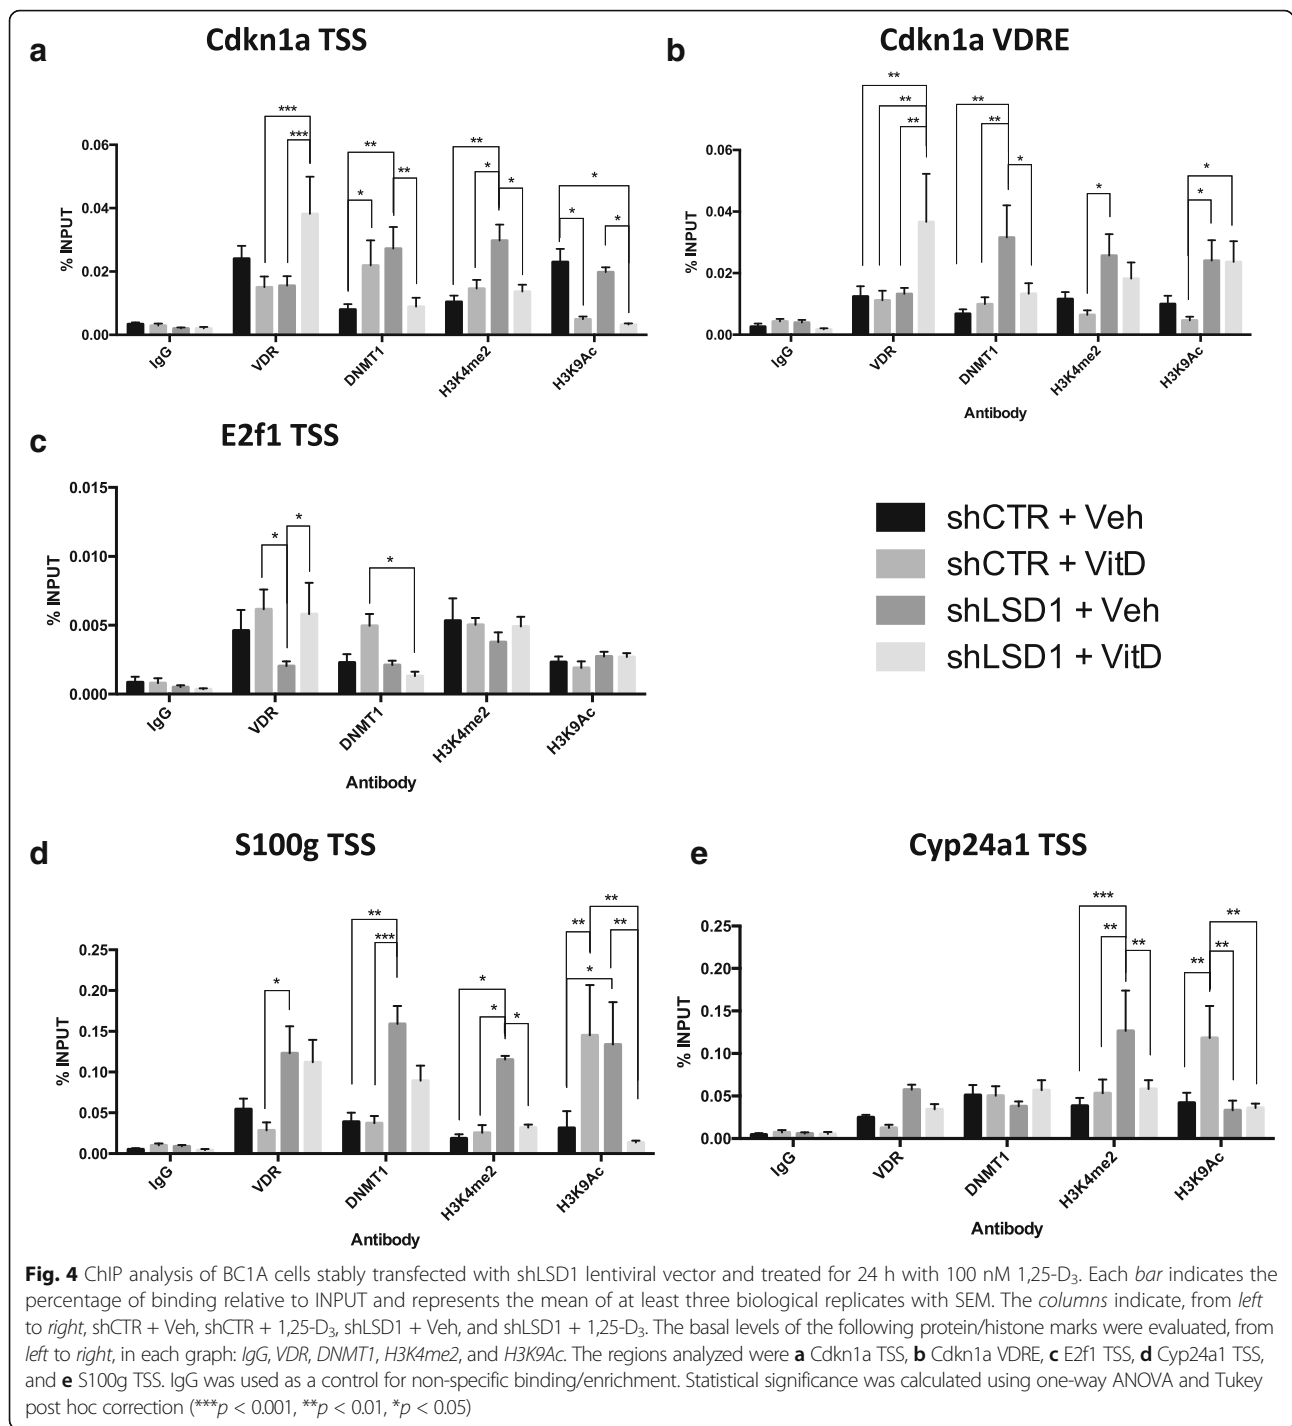 a
Cdkn1a TSS
***
***
**
*
**
**
*
*
*
*
*
% INPUT
0.06
0.04
0.02
0.00
IgG
VDR
DNMT1
H3K4me2
H3K9Ac
b
Cdkn1a VDRE
**
**
**
**
**
*
*
*
*
% INPUT
0.06
0.04
0.02
0.00
IgG
VDR
DNMT1
H3K4me2
H3K9Ac
Antibody
c
E2f1 TSS
*
*
*
% INPUT
0.015
0.010
0.005
0.000
IgG
VDR
DNMT1
H3K4me2
H3K9Ac
Antibody
shCTR + Veh
shCTR + VitD
shLSD1 + Veh
shLSD1 + VitD
d
S100g TSS
*
**
***
*
*
*
**
**
**
*
% INPUT
0.25
0.20
0.15
0.10
0.05
0.00
IgG
VDR
DNMT1
H3K4me2
H3K9Ac
Antibody
e
Cyp24a1 TSS
***
**
**
**
**
**
% INPUT
0.25
0.20
0.15
0.10
0.05
0.00
IgG
VDR
DNMT1
H3K4me2
H3K9Ac
Antibody
Fig. 4 ChIP analysis of BC1A cells stably transfected with shLSD1 lentiviral vector and treated for 24 h with 100 nM 1,25-D₃. Each bar indicates the
percentage of binding relative to INPUT and represents the mean of at least three biological replicates with SEM. The columns indicate, from left
to right, shCTR + Veh, shCTR + 1,25-D₃, shLSD1 + Veh, and shLSD1 + 1,25-D₃. The basal levels of the following protein/histone marks were evaluated, from
left to right, in each graph: IgG, VDR, DNMT1, H3K4me2, and H3K9Ac. The regions analyzed were a Cdkn1a TSS, b Cdkn1a VDRE, c E2f1 TSS, d Cyp24a1 TSS,
and e S100g TSS. IgG was used as a control for non-specific binding/enrichment. Statistical significance was calculated using one-way ANOVA and Tukey
post hoc correction (***p < 0.001, **p < 0.01, *p < 0.05)